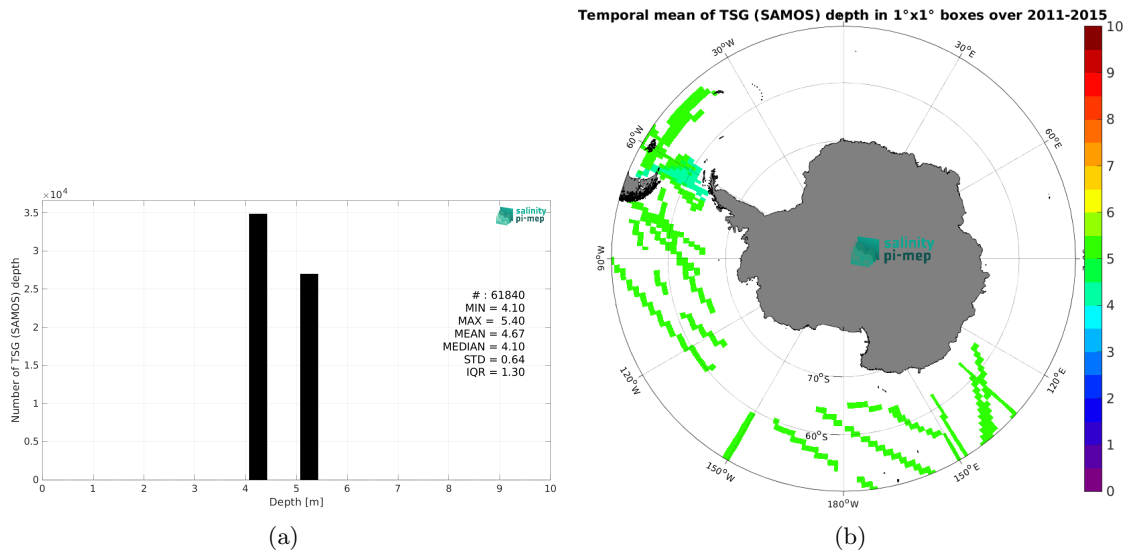 Temporal mean of TSG (SAMOS) depth in 1°x1° boxes over 2011-2015
×10⁴
3.5
3
2.5
2
1.5
1
0.5
0
Number of TSG (SAMOS) depth
salinity
pi-mep
# : 61840
MIN = 4.10
MAX = 5.40
MEAN = 4.67
MEDIAN = 4.10
STD = 0.64
IQR = 1.30
0 1 2 3 4 5 6 7 8 9 10
Depth [m]
(a)
30°W
30°E
60°W
60°E
90°W
salinity
pi-mep
120°W
120°E
70°S
60°S
150°W
150°E
180°W
10
9
8
7
6
5
4
3
2
1
0
(b)